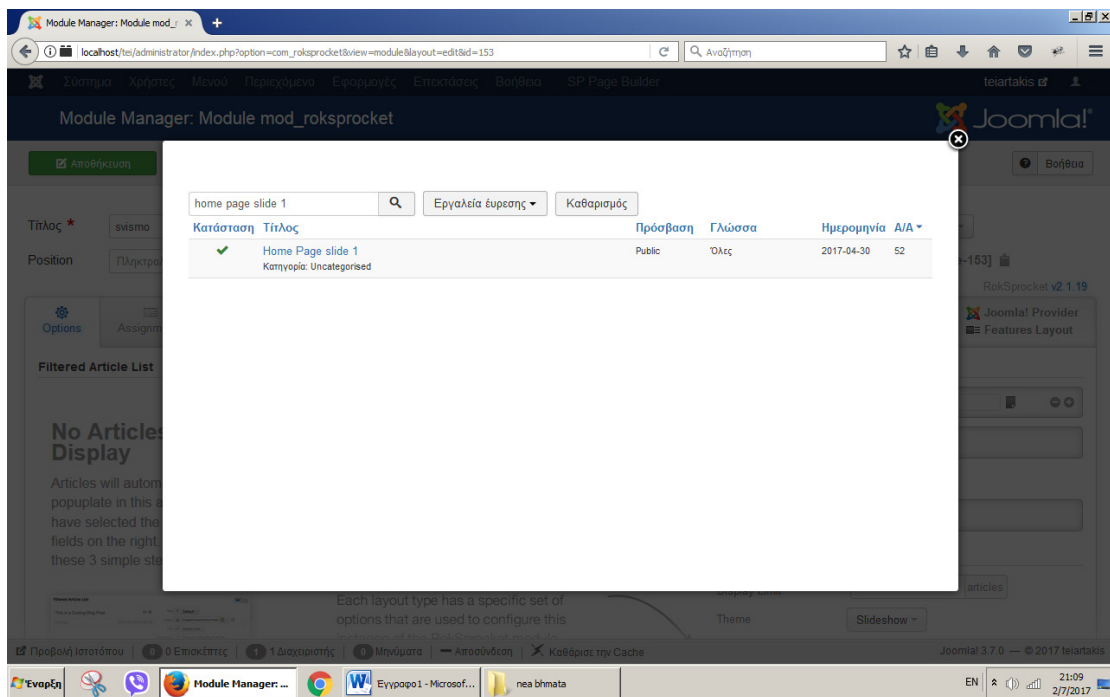 Module Manager: Module mod_r
localhost/tei/administrator/index.php?option=com_roksprocket&view=module&layout=edit&id=153
Αναζήτηση
Σύστημα Χρήστες Μενού Περιεχόμενο Εφαρμογές Επεκτάσεις Βοήθεια SP Page Builder teiartakis
Module Manager: Module mod_roksprocket
Joomla!
Αποθήκευση
Βοήθεια
home page slide 1 Εργαλεία έυρεσης Καθαρισμός
Τίτλος * svismo
Κατάσταση Τίτλος Πρόσβαση Γλώσσα Ημερομηνία Α/Α
Home Page slide 1 Public Όλες 2017-04-30 52
Κατηγορία: Uncategorised
Position Πληκτρο
-153]
RokSprocket v2.1.19
Options Assignm
Joomla! Provider
Features Layout
Filtered Article List
No Articles
Display
Articles will autom
popuplate in this a
have selected the
fields on the right,
these 3 simple ste
articles
Each layout type has a specific set of
options that are used to configure this
Theme Slideshow
Προβολή Ιστοτόπου 0 0 Επισκέπτες 1 1 Διαχειριστής 0 Μηνύματα Αποσύνδεση Καθάρισε την Cache Joomla! 3.7.0 — © 2017 teiartakis
Έναρξη Module Manager: ... Έγγραφο1 - Microsof... nea bhmata EN 21:09
2/7/2017